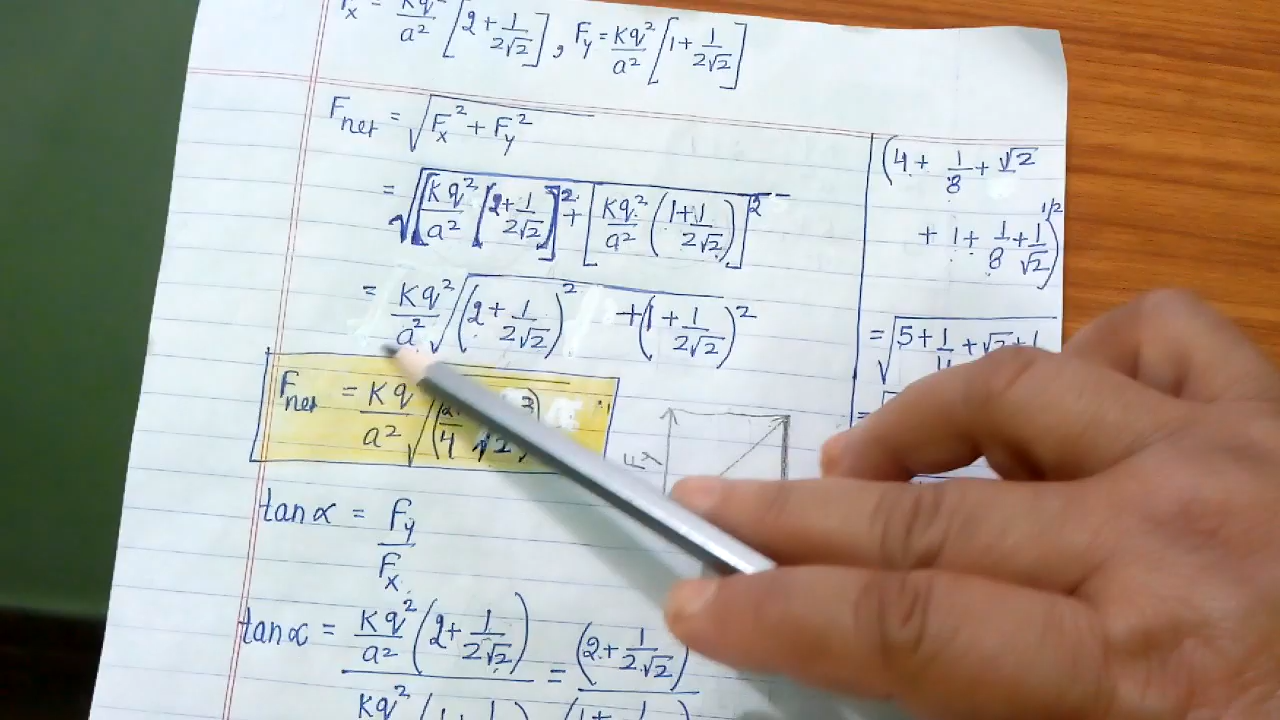 Fx = Kq²/a² [2+1/2√2], Fy = Kq²/a² [1+1/2√2]
Fnet = √Fx²+Fy²
= √[Kq²/a² [2+1/2√2]]² + [Kq²/a² (1+1/2√2)]²
= Kq²/a² √(2+1/2√2)² + (1+1/2√2)²
Fnet = Kq/a² √
tanα = Fy/Fx
tanα = Kq²/a² (2+1/2√2) = (2+1/2√2)
Kq²
(4+1/8+√2
+1+1/8+1/√2)^1/2
= √5+1/4+√2+1